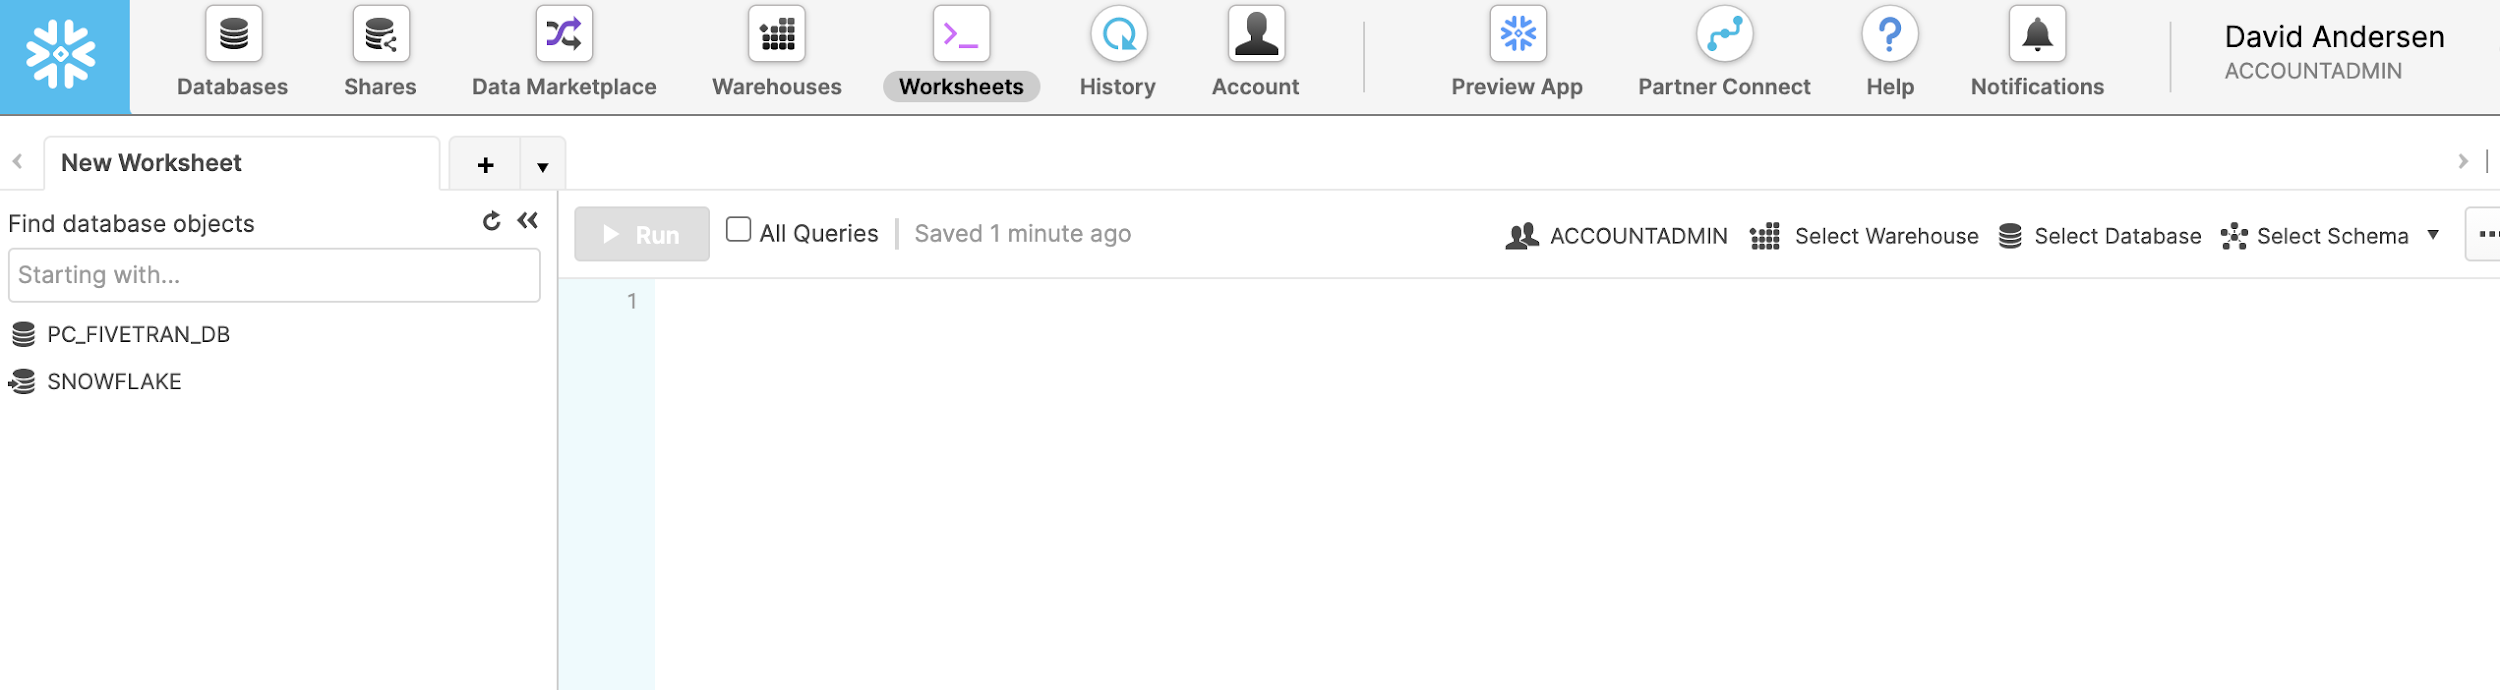 Databases
Shares
Data Marketplace
Warehouses
Worksheets
History
Account
Preview App
Partner Connect
Help
Notifications
David Andersen
ACCOUNTADMIN
New Worksheet
Find database objects
Starting with...
PC_FIVETRAN_DB
SNOWFLAKE
Run All Queries Saved 1 minute ago ACCOUNTADMIN Select Warehouse Select Database Select Schema
1